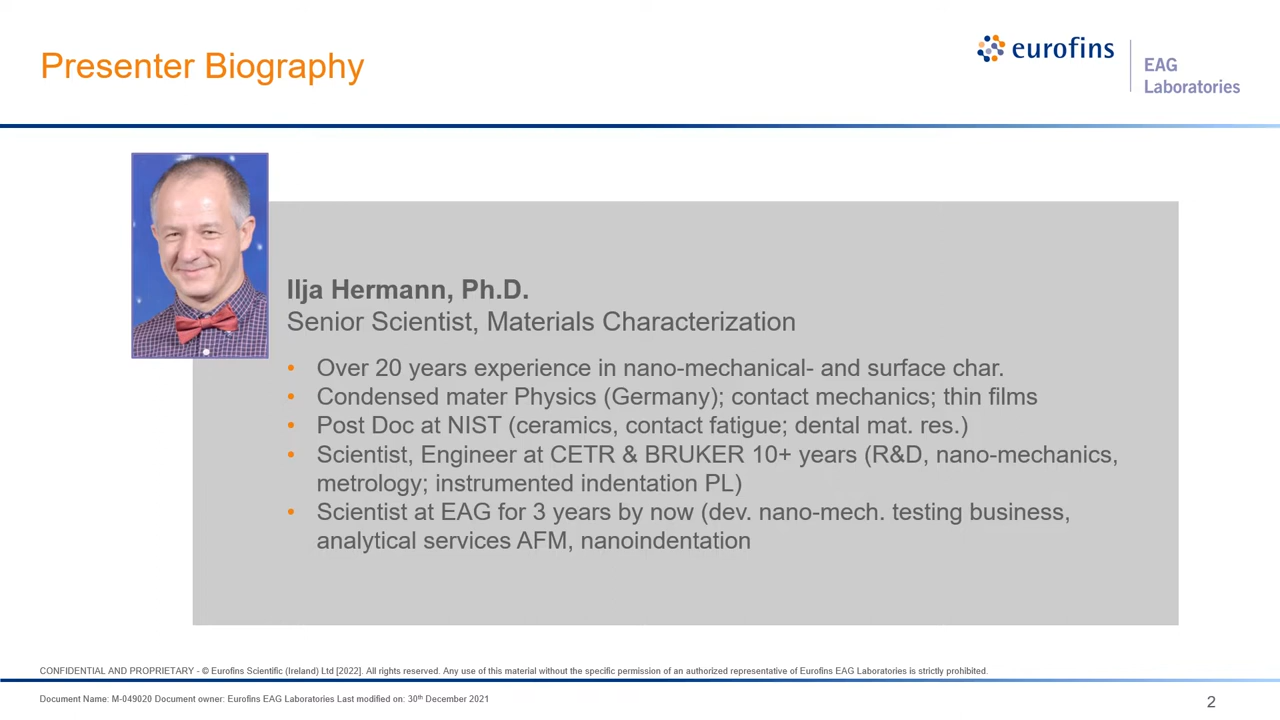 Presenter Biography
eurofins
EAG
Laboratories
Ilja Hermann, Ph.D.
Senior Scientist, Materials Characterization
• Over 20 years experience in nano-mechanical- and surface char.
• Condensed mater Physics (Germany); contact mechanics; thin films
• Post Doc at NIST (ceramics, contact fatigue; dental mat. res.)
• Scientist, Engineer at CETR & BRUKER 10+ years (R&D, nano-mechanics,
metrology; instrumented indentation PL)
• Scientist at EAG for 3 years by now (dev. nano-mech. testing business,
analytical services AFM, nanoindentation
CONFIDENTIAL AND PROPRIETARY - © Eurofins Scientific (Ireland) Ltd [2022]. All rights reserved. Any use of this material without the specific permission of an authorized representative of Eurofins EAG Laboratories is strictly prohibited.
Document Name: M-049020 Document owner: Eurofins EAG Laboratories Last modified on: 30th December 2021
2